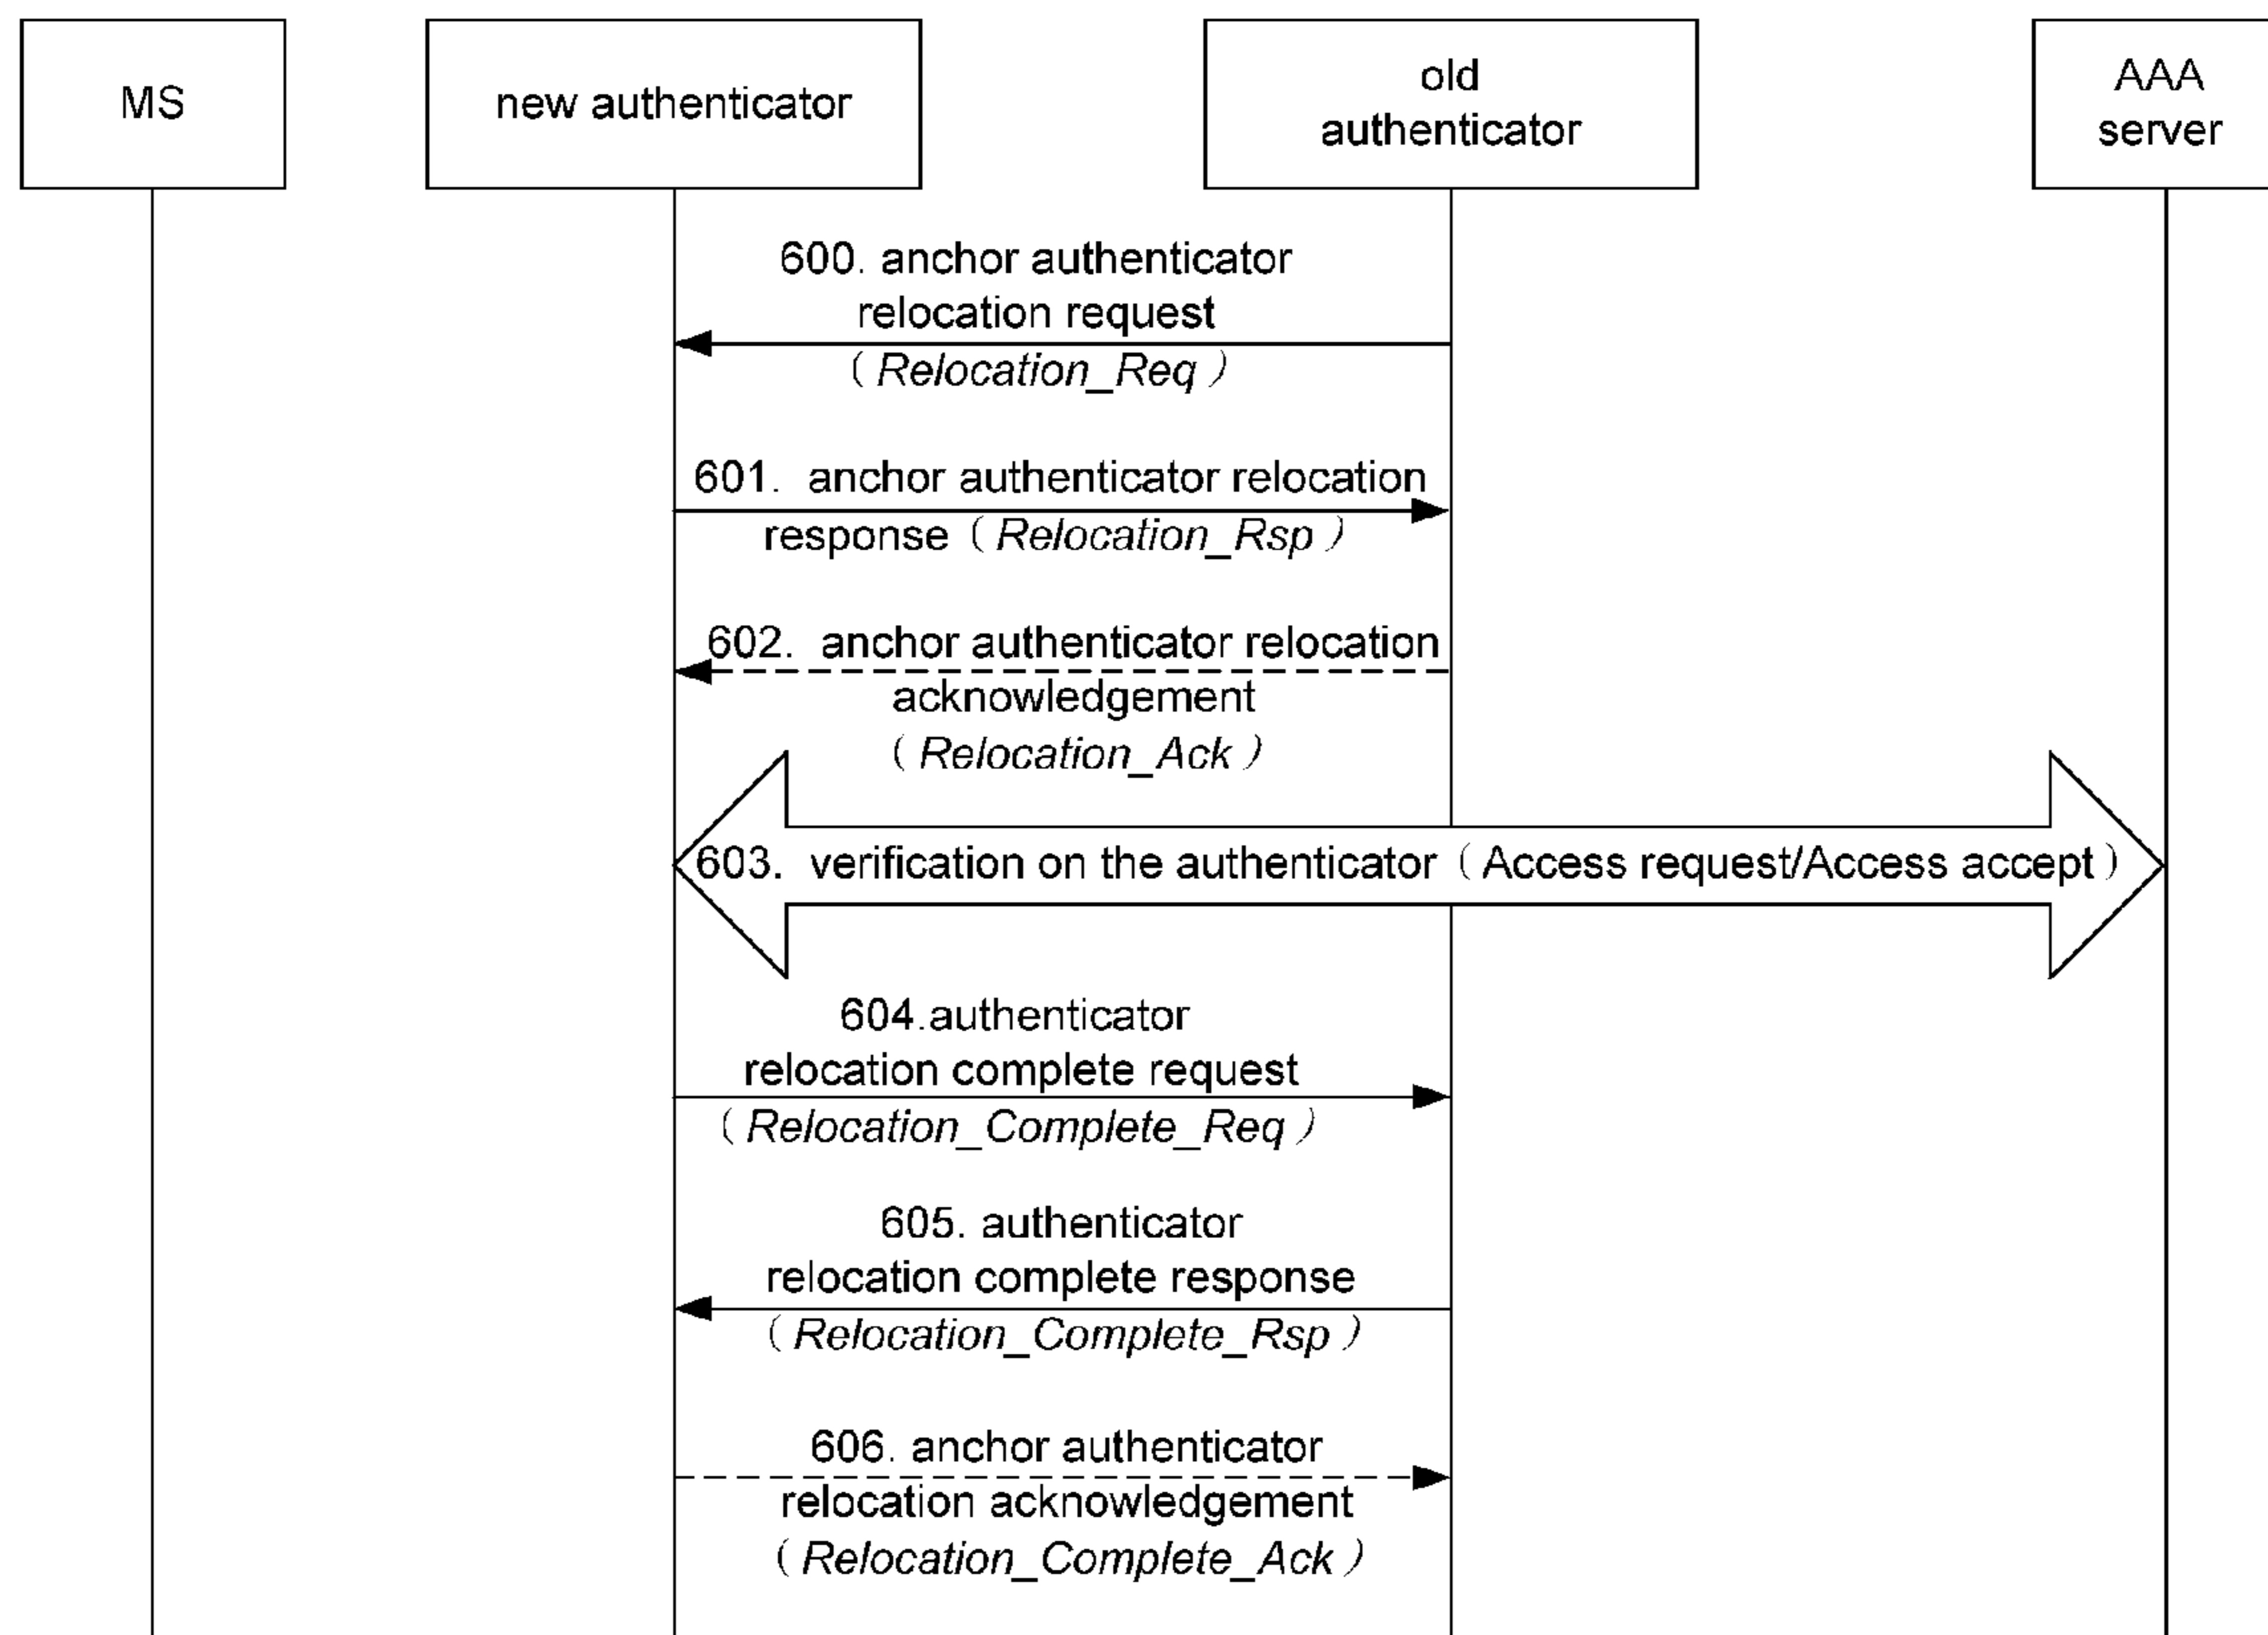 MS
new authenticator
old
authenticator
AAA
server
600. anchor authenticator
relocation request
（Relocation_Req）
601. anchor authenticator relocation
response（Relocation_Rsp）
602. anchor authenticator relocation
acknowledgement
（Relocation_Ack）
603. verification on the authenticator（Access request/Access accept）
604.authenticator
relocation complete request
（Relocation_Complete_Req）
605. authenticator
relocation complete response
（Relocation_Complete_Rsp）
606. anchor authenticator
relocation acknowledgement
（Relocation_Complete_Ack）